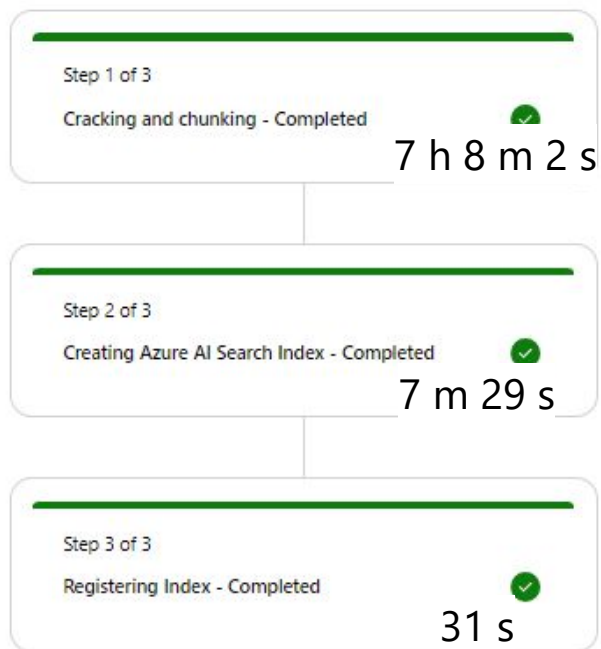 Step 1 of 3
Cracking and chunking - Completed
7 h 8 m 2 s
Step 2 of 3
Creating Azure AI Search Index - Completed
7 m 29 s
Step 3 of 3
Registering Index - Completed
31 s